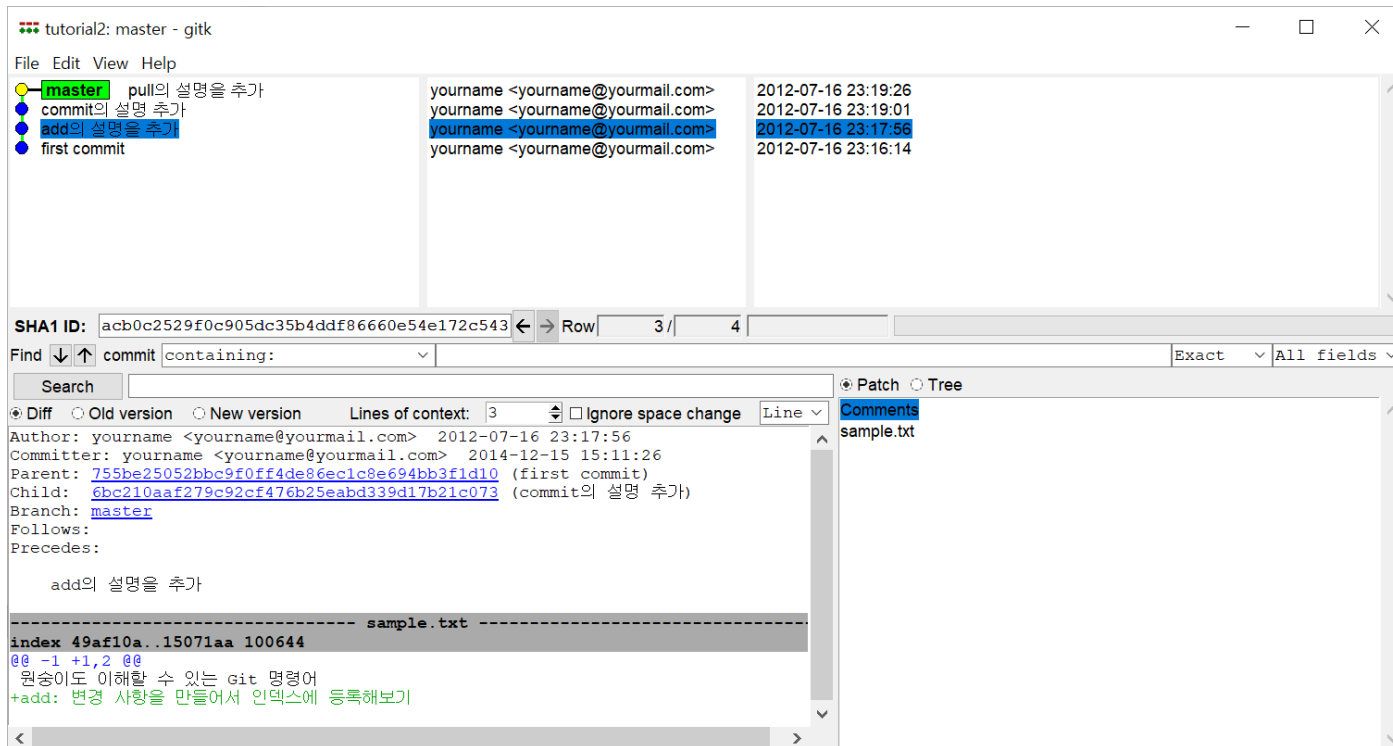 tutorial2: master - gitk
File Edit View Help
master pull의 설명을 추가 yourname <yourname@yourmail.com> 2012-07-16 23:19:26
commit의 설명 추가 yourname <yourname@yourmail.com> 2012-07-16 23:19:01
add의 설명을 추가 yourname <yourname@yourmail.com> 2012-07-16 23:17:56
first commit yourname <yourname@yourmail.com> 2012-07-16 23:16:14
SHA1 ID: acb0c2529f0c905dc35b4ddf86660e54e172c543 ← → Row 3 / 4
Find ↓ ↑ commit containing: Exact All fields
Search Patch Tree
Diff Old version New version Lines of context: 3 Ignore space change Line Comments
Author: yourname <yourname@yourmail.com> 2012-07-16 23:17:56 sample.txt
Committer: yourname <yourname@yourmail.com> 2014-12-15 15:11:26
Parent: 755be25052bbc9f0ff4de86ec1c8e694bb3f1d10 (first commit)
Child: 6bc210aaf279c92cf476b25eabd339d17b21c073 (commit의 설명 추가)
Branch: master
Follows:
Precedes:
add의 설명을 추가
---------------------------------- sample.txt ----------------------------------
index 49af10a..15071aa 100644
@@ -1 +1,2 @@
원숭이도 이해할 수 있는 Git 명령어
+add: 변경 사항을 만들어서 인덱스에 등록해보기